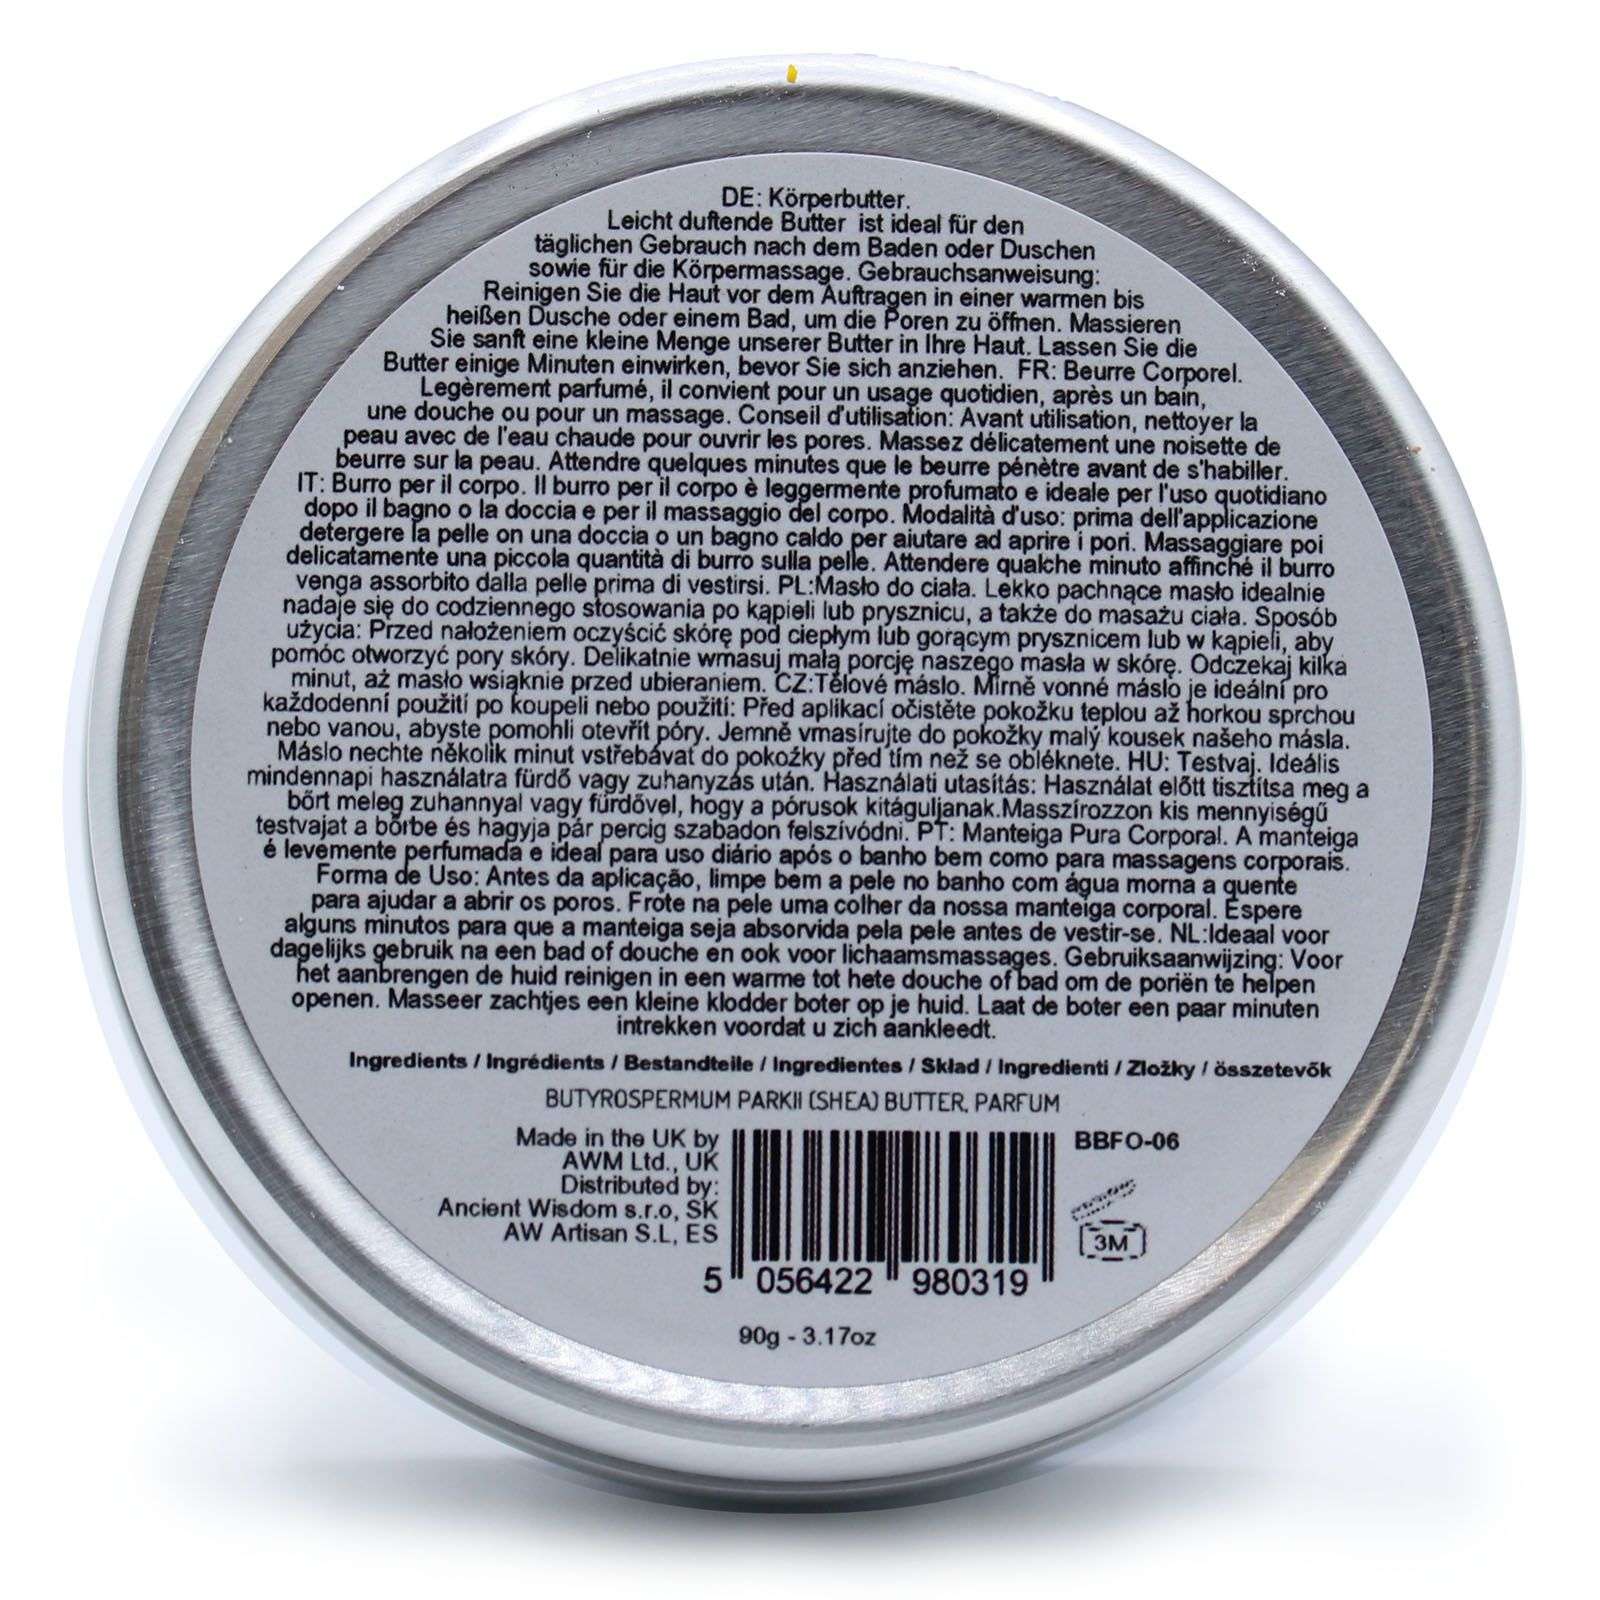 DE: Körperbutter.
Leicht duftende Butter ist ideal für den
täglichen Gebrauch nach dem Baden oder Duschen
sowie für die Körpermassage. Gebrauchsanweisung:
Reinigen Sie die Haut vor dem Auftragen in einer warmen bis
heißen Dusche oder einem Bad, um die Poren zu öffnen. Massieren
Sie sanft eine kleine Menge unserer Butter in Ihre Haut. Lassen Sie die
Butter einige Minuten einwirken, bevor Sie sich anziehen. FR: Beurre Corporel.
Legèrement parfumé, il convient pour un usage quotidien, après un bain,
une douche ou pour un massage. Conseil d'utilisation: Avant utilisation, nettoyer la
peau avec de l'eau chaude pour ouvrir les pores. Massez délicatement une noisette de
beurre sur la peau. Attendre quelques minutes que le beurre pénètre avant de s'habiller.
IT: Burro per il corpo. Il burro per il corpo è leggermente profumato e ideale per l'uso quotidiano
dopo il bagno o la doccia e per il massaggio del corpo. Modalità d'uso: prima dell'applicazione
detergere la pelle on una doccia o un bagno caldo per aiutare ad aprire i pori. Massaggiare poi
delicatamente una piccola quantità di burro sulla pelle. Attendere qualche minuto affinché il burro
venga assorbito dalla pelle prima di vestirsi. PL:Masło do ciała. Lekko pachnące masło idealnie
nadaje się do codziennego stosowania po kąpieli lub prysznicu, a także do masażu ciała. Sposób
użycia: Przed nałożeniem oczyścić skórę pod ciepłym lub gorącym prysznicem lub w kąpieli, aby
pomóc otworzyć pory skóry. Delikatnie wmasuj małą porcję naszego masła w skórę. Odczekaj kilka
minut, aż masło wsiąknie przed ubieraniem. CZ:Tělové máslo. Mírně vonné máslo je ideální pro
každodenní použití po koupeli nebo použití: Před aplikací očistěte pokožku teplou až horkou sprchou
nebo vanou, abyste pomohli otevřít póry. Jemně vmasírujte do pokožky malý kousek našeho másla.
Máslo nechte několik minut vstřebávat do pokožky před tím než se obléknete. HU: Testvaj. Ideális
mindennapi használatra fürdő vagy zuhanyzás után. Használati utasítás: Használat előtt tisztítsa meg a
bőrt meleg zuhannyal vagy fürdővel, hogy a pórusok kitáguljanak.Masszírozzon kis mennyiségű
testvajat a bőrbe és hagyja pár percig szabadon felszívódni. PT: Manteiga Pura Corporal. A manteiga
é levemente perfumada e ideal para uso diário após o banho bem como para massagens corporais.
Forma de Uso: Antes da aplicação, limpe bem a pele no banho com água morna a quente
para ajudar a abrir os poros. Frote na pele uma colher da nossa manteiga corporal. Espere
alguns minutos para que a manteiga seja absorvida pela pele antes de vestir-se. NL:Ideaal voor
dagelijks gebruik na een bad of douche en ook voor lichaamsmassages. Gebruiksaanwijzing: Voor
het aanbrengen de huid reinigen in een warme tot hete douche of bad om de poriën te helpen
openen. Masseer zachtjes een kleine klodder boter op je huid. Laat de boter een paar minuten
intrekken voordat u zich aankleedt.
Ingredients / Ingrédients / Bestandteile / Ingredientes / Skład / Ingredienti / Zložky / összetevők
BUTYROSPERMUM PARKII (SHEA) BUTTER, PARFUM
Made in the UK by
AWM Ltd., UK
Distributed by:
Ancient Wisdom s.r.o, SK
AW Artisan S.L, ES
5 056422 980319
BBFO-06
3M
90g - 3.17oz